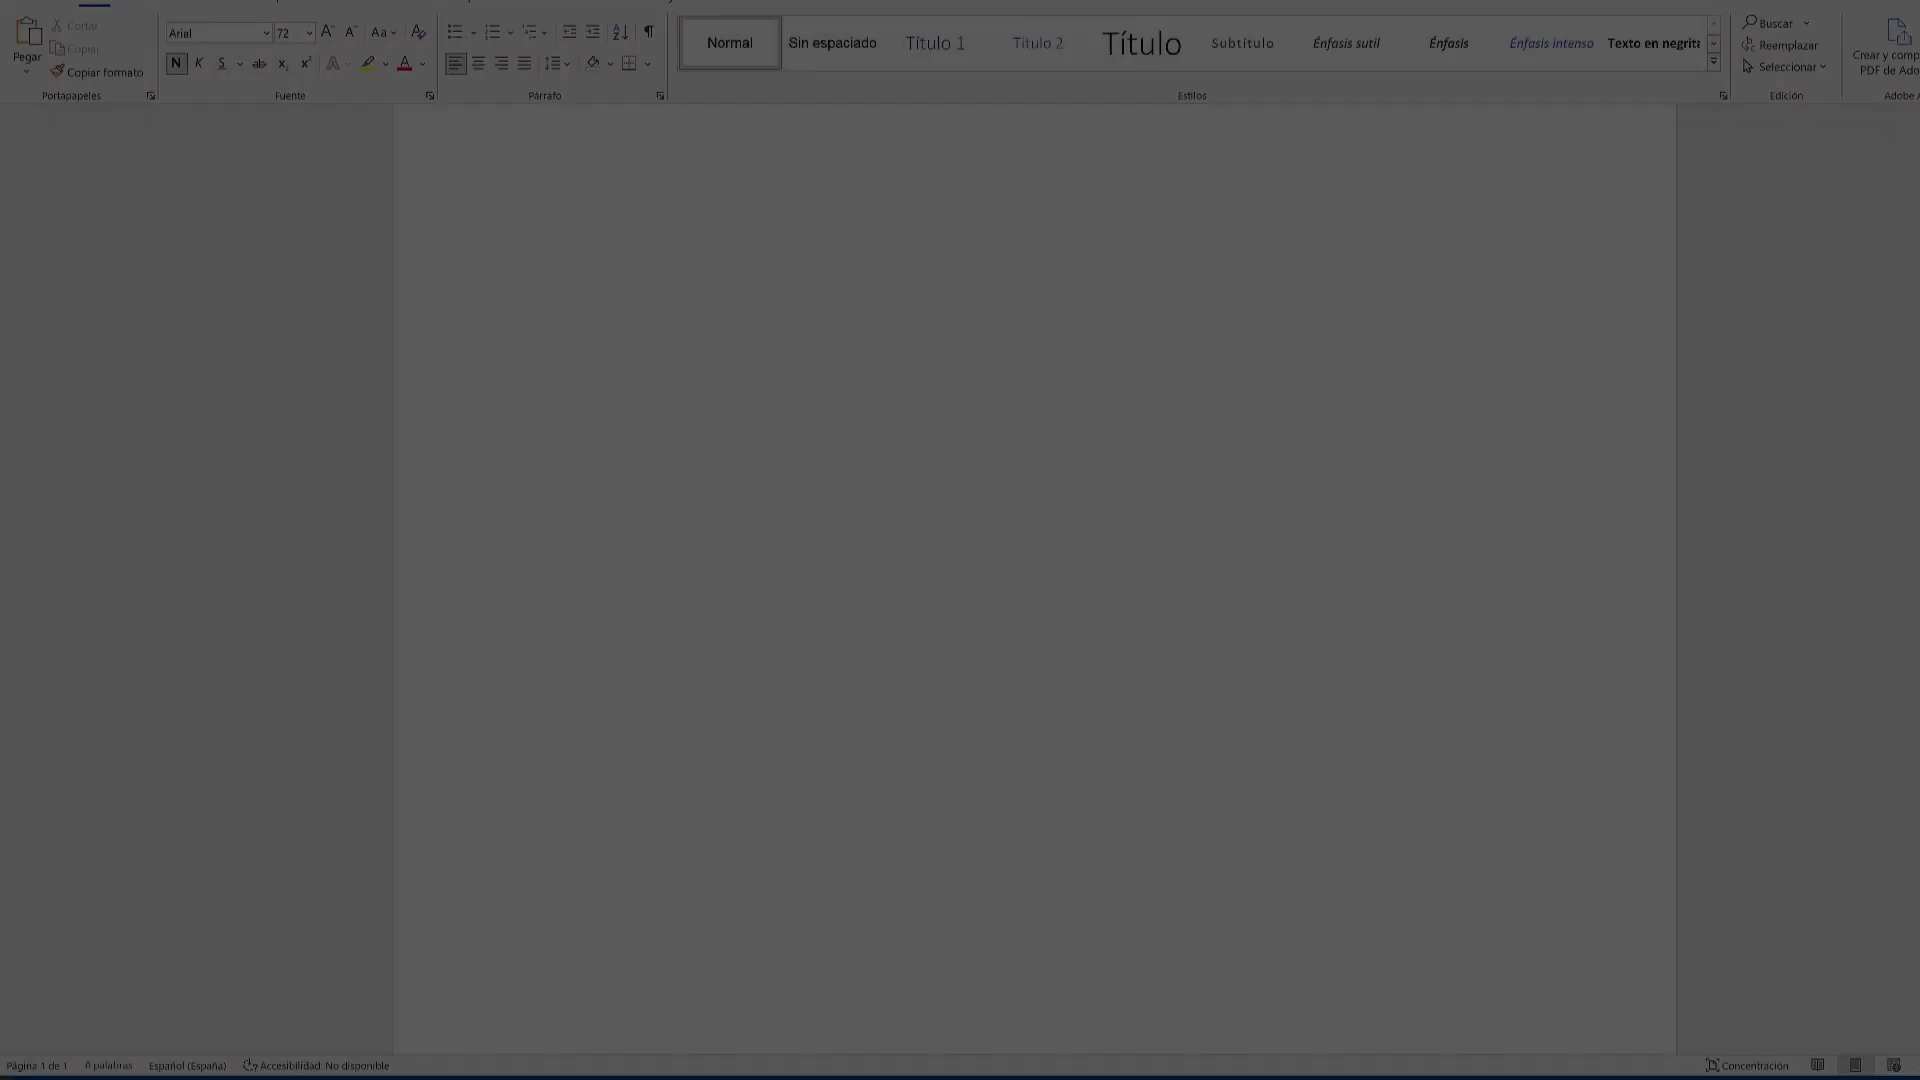 Cortar
Pegar
Copiar
Copiar formato
Portapapeles
Arial 72 Aa
N K S ab x x A A
Fuente
Párrafo
Normal Sin espaciado Título 1 Título 2 Título Subtítulo Énfasis sutil Énfasis Énfasis intenso Texto en negrita
Estilos
Buscar
Reemplazar
Seleccionar
Edición
Crear y comp
PDF de Ado
Adobe A
Página 1 de 1 0 palabras Español (España) Accesibilidad: No disponible Concentración